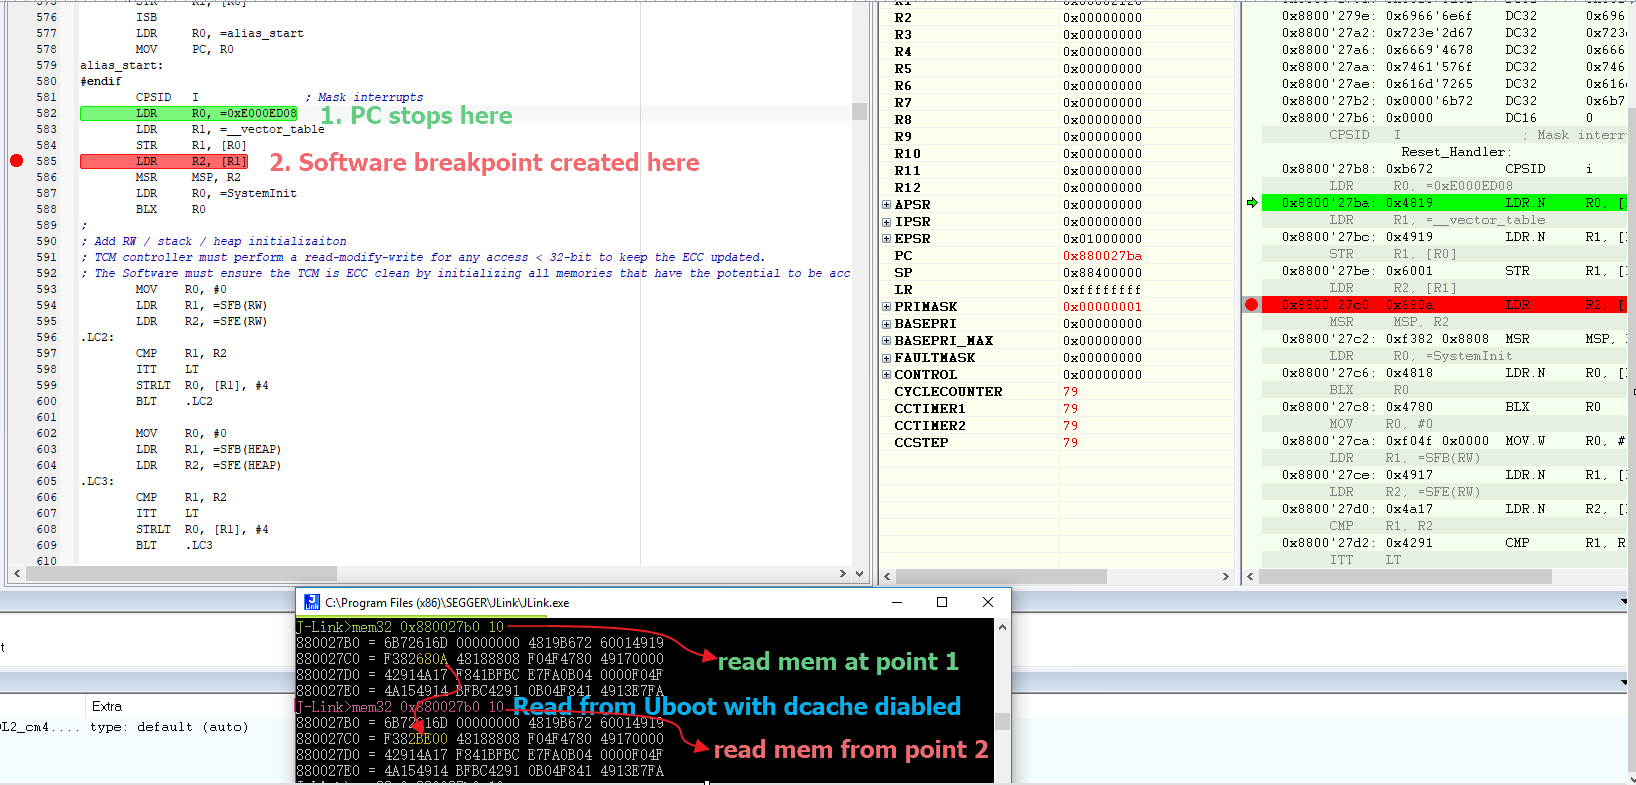 575 STR R1, [R0]
576 ISB
577 LDR R0, =alias_start
578 MOV PC, R0
579 alias_start:
580 #endif
581 CPSID I ; Mask interrupts
582 LDR R0, =0xE000ED08 1. PC stops here
583 LDR R1, =__vector_table
584 STR R1, [R0]
585 LDR R2, [R1] 2. Software breakpoint created here
586 MSR MSP, R2
587 LDR R0, =SystemInit
588 BLX R0
589 ;
590 ; Add RW / stack / heap initializaiton
591 ; TCM controller must perform a read-modify-write for any access < 32-bit to keep the ECC updated.
592 ; The Software must ensure the TCM is ECC clean by initializing all memories that have the potential to be acc
593 MOV R0, #0
594 LDR R1, =SFB(RW)
595 LDR R2, =SFE(RW)
596 .LC2:
597 CMP R1, R2
598 ITT LT
599 STRLT R0, [R1], #4
600 BLT .LC2
601
602 MOV R0, #0
603 LDR R1, =SFB(HEAP)
604 LDR R2, =SFE(HEAP)
605 .LC3:
606 CMP R1, R2
607 ITT LT
608 STRLT R0, [R1], #4
609 BLT .LC3
610
R2 0x00000000
R3 0x00000000
R4 0x00000000
R5 0x00000000
R6 0x00000000
R7 0x00000000
R8 0x00000000
R9 0x00000000
R10 0x00000000
R11 0x00000000
R12 0x00000000
APSR 0x00000000
IPSR 0x00000000
EPSR 0x01000000
PC 0x880027ba
SP 0x88400000
LR 0xffffffff
PRIMASK 0x00000001
BASEPRI 0x00000000
BASEPRI_MAX 0x00000000
FAULTMASK 0x00000000
CONTROL 0x00000000
CYCLECOUNTER 79
CCTIMER1 79
CCTIMER2 79
CCSTEP 79
0x8800'279e: 0x6966'6e6f DC32 0x696
0x8800'27a2: 0x723e'2d67 DC32 0x723
0x8800'27a6: 0x6669'4678 DC32 0x666
0x8800'27aa: 0x7461'576f DC32 0x746
0x8800'27ae: 0x616d'7265 DC32 0x616
0x8800'27b2: 0x0000'6b72 DC32 0x6b7
0x8800'27b6: 0x0000 DC16 0
CPSID I ; Mask interr
Reset_Handler:
0x8800'27b8: 0xb672 CPSID i
LDR R0, =0xE000ED08
0x8800'27ba: 0x4819 LDR.N R0, [
LDR R1, =__vector_table
0x8800'27bc: 0x4919 LDR.N R1, [
STR R1, [R0]
0x8800'27be: 0x6001 STR R1, [
LDR R2, [R1]
0x8800'27c0: 0x680a LDR R2, [
MSR MSP, R2
0x8800'27c2: 0xf382 0x8808 MSR MSP,
LDR R0, =SystemInit
0x8800'27c6: 0x4818 LDR.N R0, [
BLX R0
0x8800'27c8: 0x4780 BLX R0
MOV R0, #0
0x8800'27ca: 0xf04f 0x0000 MOV.W R0, #
LDR R1, =SFB(RW)
0x8800'27ce: 0x4917 LDR.N R1, [
LDR R2, =SFE(RW)
0x8800'27d0: 0x4a17 LDR.N R2, [
CMP R1, R2
0x8800'27d2: 0x4291 CMP R1, R
ITT LT
t
Extra
OL2_cm4.... type: default (auto)
C:\Program Files (x86)\SEGGER\JLink\JLink.exe
J-Link>mem32 0x880027b0 10
880027B0 = 6B72616D 00000000 4819B672 60014919
880027C0 = F382680A 48188808 F04F4780 49170000 read mem at point 1
880027D0 = 42914A17 F841BFBC E7FA0B04 0000F04F
880027E0 = 4A154914 BFBC4291 0B04F841 4913E7FA
J-Link>mem32 0x880027b0 10 Read from Uboot with dcache diabled
880027B0 = 6B72616D 00000000 4819B672 60014919
880027C0 = F382BE00 48188808 F04F4780 49170000 read mem from point 2
880027D0 = 42914A17 F841BFBC E7FA0B04 0000F04F
880027E0 = 4A154914 BFBC4291 0B04F841 4913E7FA